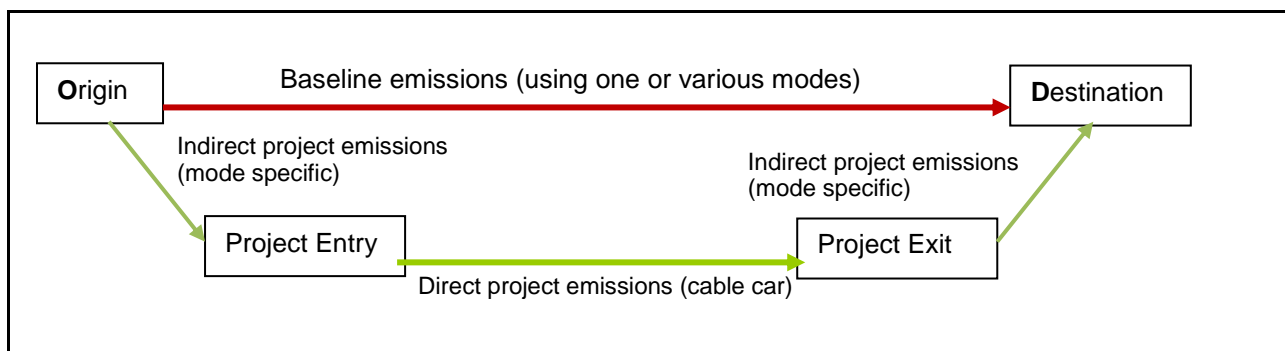 Baseline emissions (using one or various modes)
Origin
Destination
Indirect project emissions
(mode specific)
Indirect project emissions
(mode specific)
Project Entry
Project Exit
Direct project emissions (cable car)